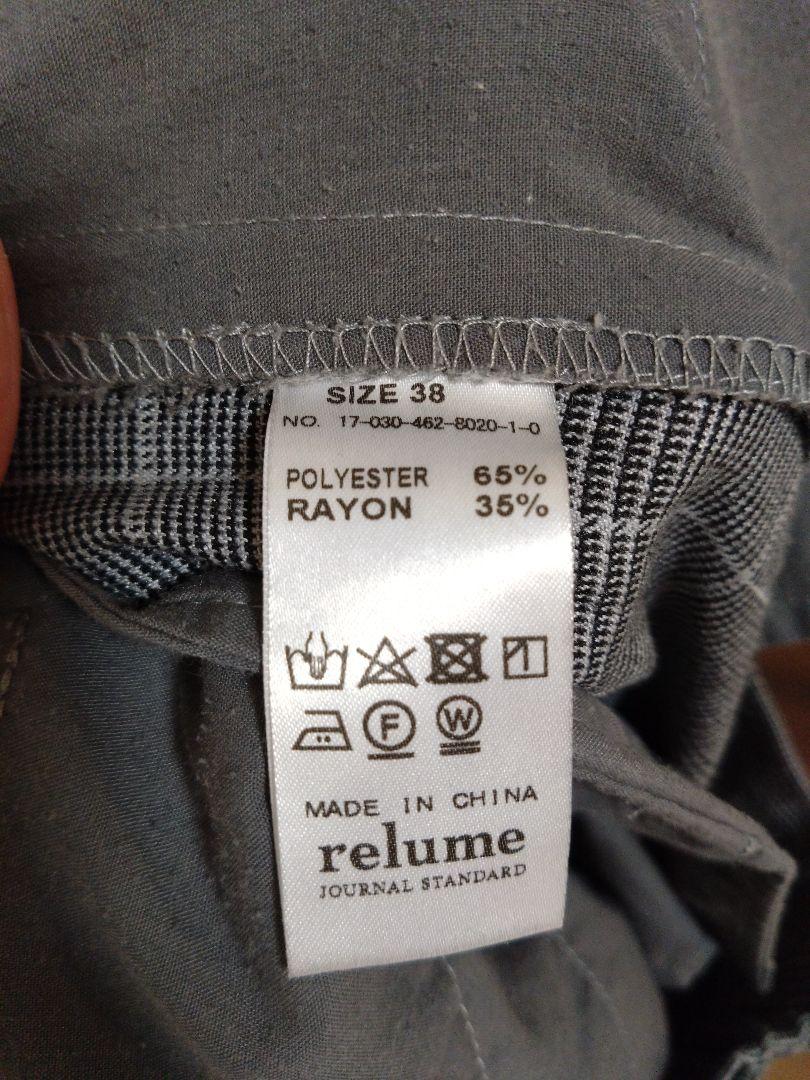 SIZE 38
NO. 17-030-462-8020-1-0
POLYESTER 65%
RAYON 35%
F W
MADE IN CHINA
relume
JOURNAL STANDARD